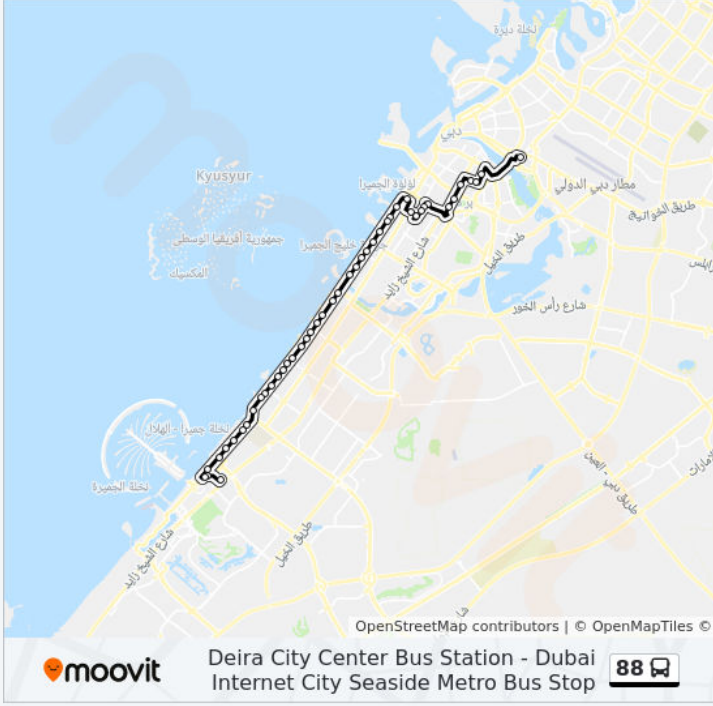 نخلة ديرة
دبي
Kyusyur
لؤلؤة الجميرا
مطار دبي الدولي
طريق الخوانيج
جمهورية أفريقيا الوسطى
خليج الجميرا
المكسيك
شارع الشيخ زايد
طريق الخيل
شارع رأس الخور
نخلة جميرا - الهلال
نخلة الجميرة
طريق دبي - العين
شارع الشيخ زايد
طريق الخيل
OpenStreetMap contributors | © OpenMapTiles ©
moovit
Deira City Center Bus Station - Dubai
Internet City Seaside Metro Bus Stop
88